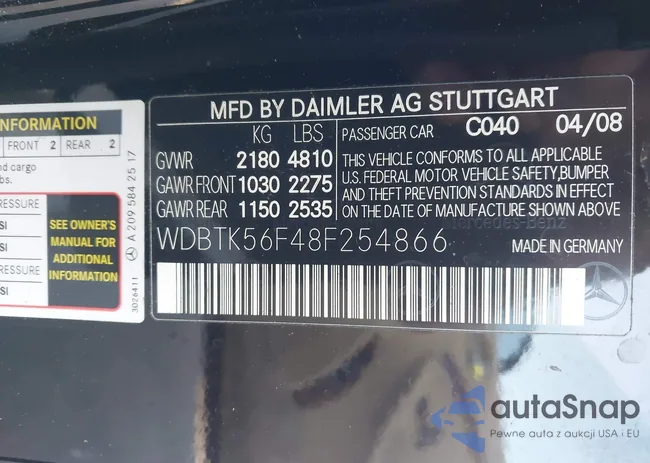 MFD BY DAIMLER AG STUTTGART
KG LBS PASSENGER CAR C040 04/08
GVWR 2180 4810
GAWR FRONT 1030 2275
GAWR REAR 1150 2535
THIS VEHICLE CONFORMS TO ALL APPLICABLE
U.S. FEDERAL MOTOR VEHICLE SAFETY, BUMPER
AND THEFT PREVENTION STANDARDS IN EFFECT
ON THE DATE OF MANUFACTURE SHOWN ABOVE
Mercedes-Benz
WDBTK56F48F254866 MADE IN GERMANY
INFORMATION
FRONT 2 REAR 2
nd cargo
bs.
RESSURE
SI
SI
RESSURE
SI
SEE OWNER'S
MANUAL FOR
ADDITIONAL
INFORMATION
A 209 584 25 17
3026411
autaSnap
Pewne auta z aukcji USA i EU